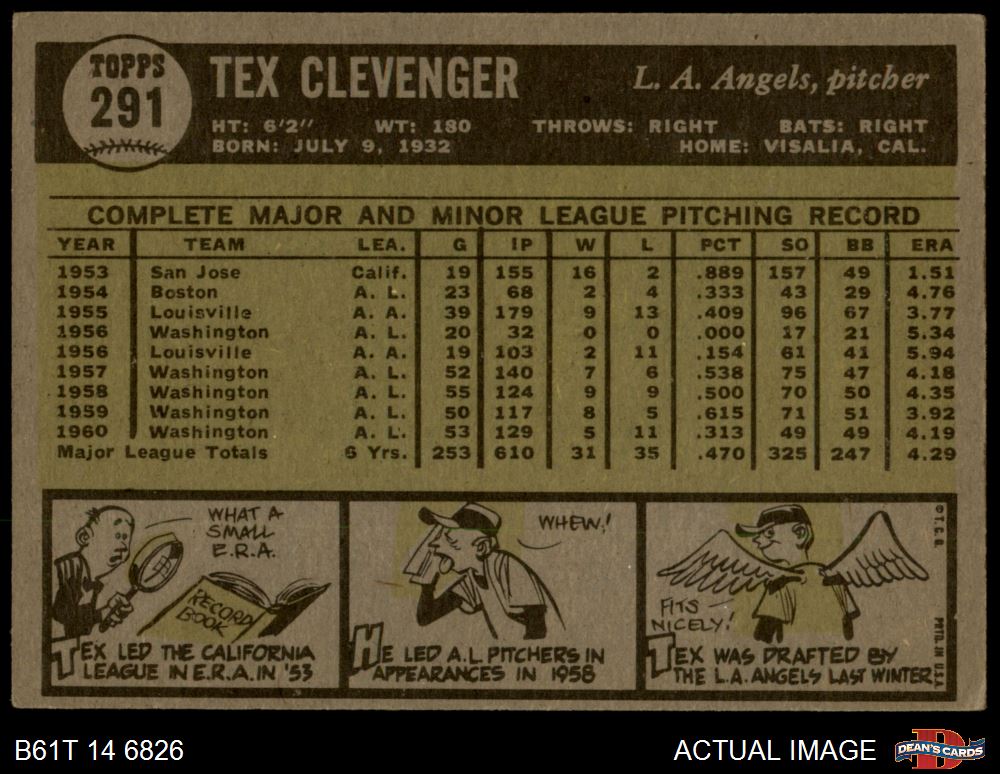 TOPPS
291
TEX CLEVENGER
L. A. Angels, pitcher
HT: 6'2" WT: 180 THROWS: RIGHT BATS: RIGHT
BORN: JULY 9, 1932 HOME: VISALIA, CAL.
COMPLETE MAJOR AND MINOR LEAGUE PITCHING RECORD
YEAR TEAM LEA. G IP W L PCT SO BB ERA
1953 San Jose Calif. 19 155 16 2 .889 157 49 1.51
1954 Boston A. L. 23 68 2 4 .333 43 29 4.76
1955 Louisville A. A. 39 179 9 13 .409 96 67 3.77
1956 Washington A. L. 20 32 0 0 .000 17 21 5.34
1956 Louisville A. A. 19 103 2 11 .154 61 41 5.94
1957 Washington A. L. 52 140 7 6 .538 75 47 4.18
1958 Washington A. L. 55 124 9 9 .500 70 50 4.35
1959 Washington A. L. 50 117 8 5 .615 71 51 3.92
1960 Washington A. L. 53 129 5 11 .313 49 49 4.19
Major League Totals 6 Yrs. 253 610 31 35 .470 325 247 4.29
WHAT A
SMALL
E.R.A.
RECORD
BOOK
TEX LED THE CALIFORNIA
LEAGUE IN E.R.A. IN '53
WHEW!
HE LED A.L. PITCHERS IN
APPEARANCES IN 1958
FITS
NICELY!
TEX WAS DRAFTED BY
THE L.A. ANGELS LAST WINTER
© T. C. G.
PRTD. IN U.S.A.
B61T 14 6826
ACTUAL IMAGE
D
DEAN'S CARDS